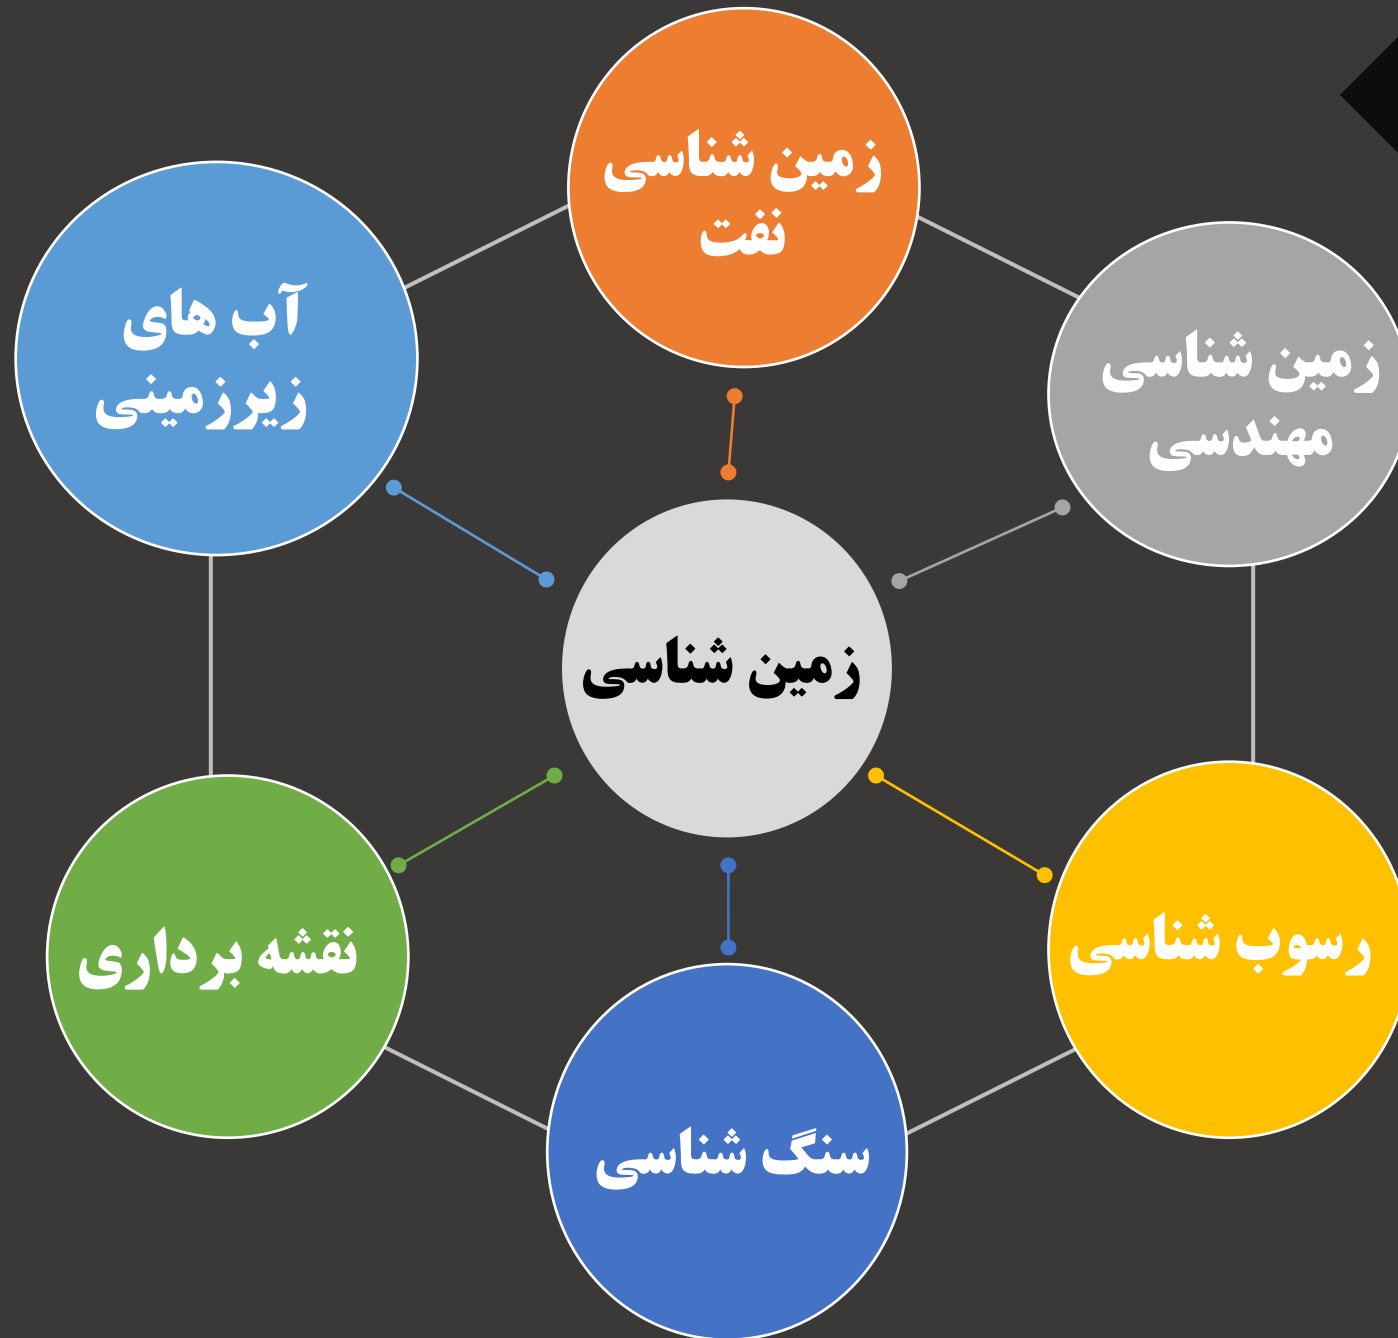 زمین شناسی
نفت
آب های
زیرزمینی
زمین شناسی
مهندسی
زمین شناسی
رسوب شناسی
نقشه برداری
سنگ شناسی